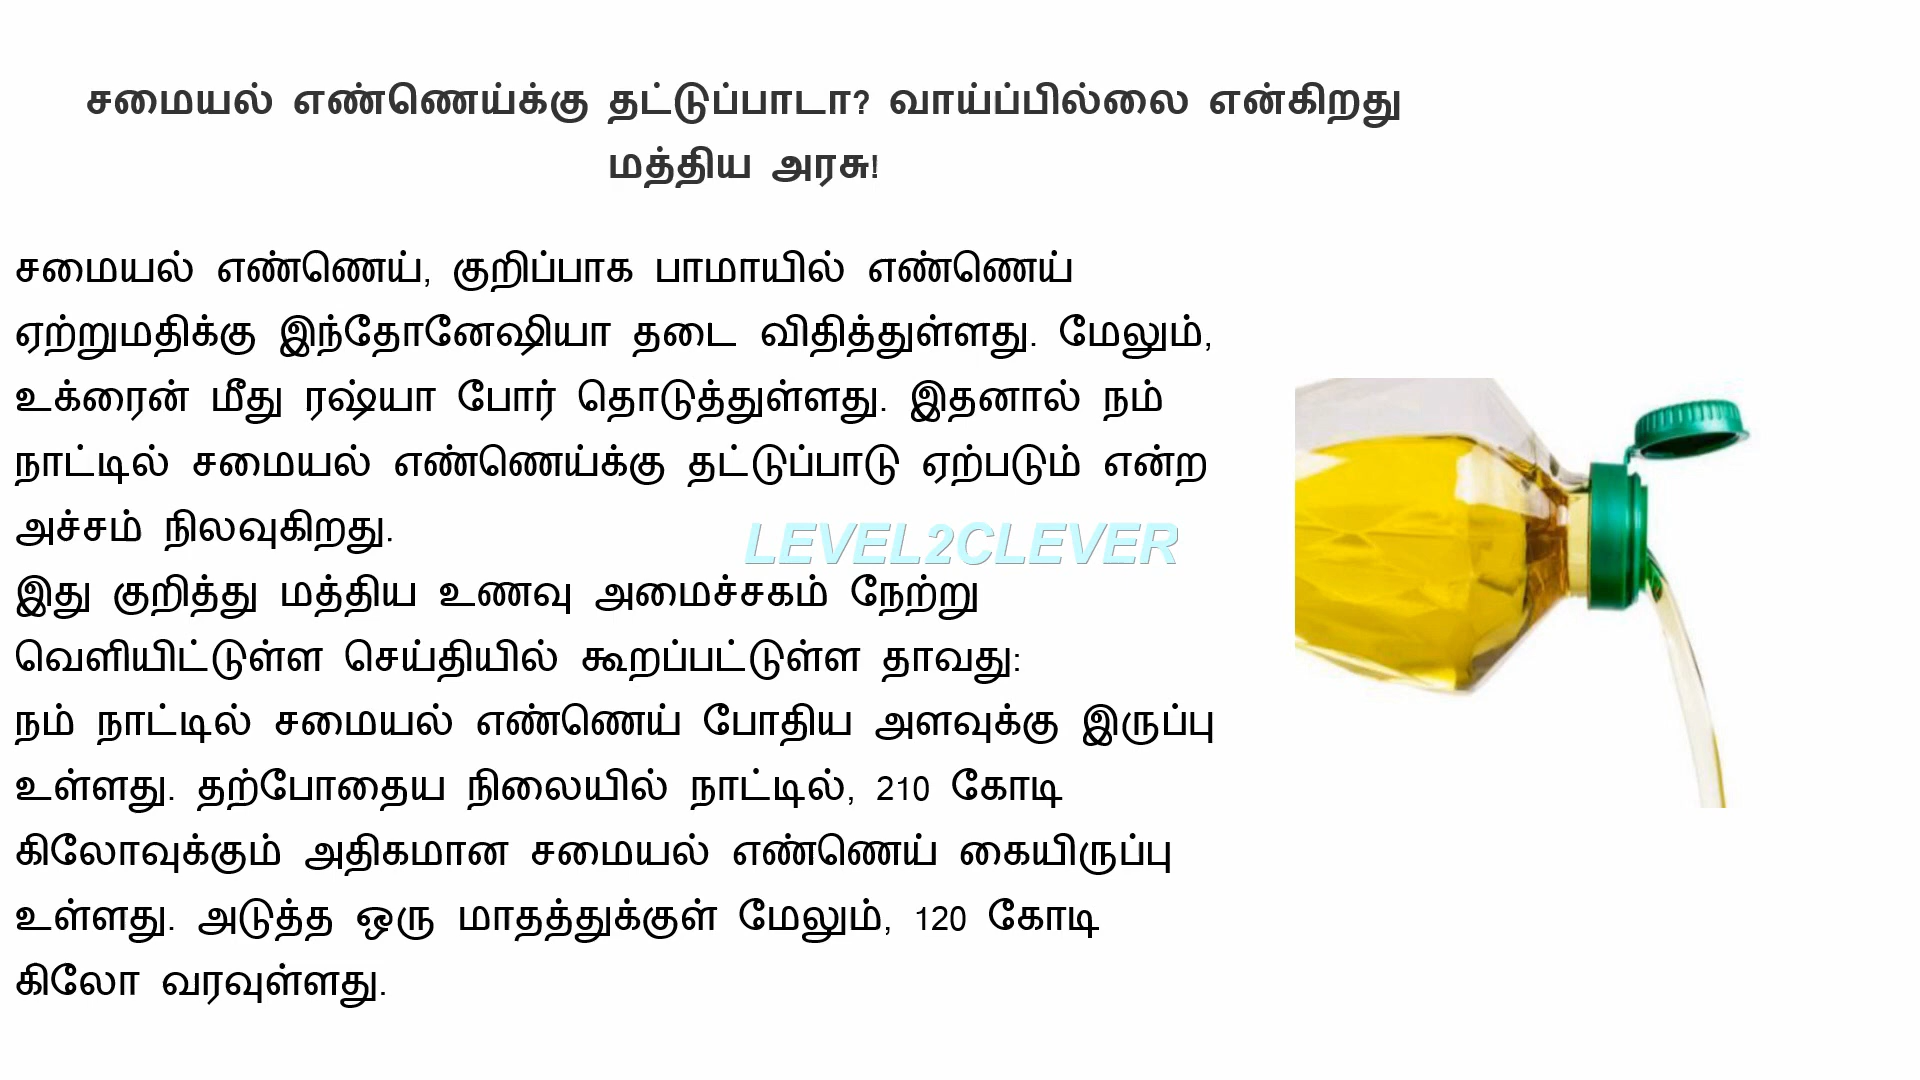 சமையல் எண்ணெய்க்கு தட்டுப்பாடா? வாய்ப்பில்லை என்கிறது
மத்திய அரசு!
சமையல் எண்ணெய், குறிப்பாக பாமாயில் எண்ணெய்
ஏற்றுமதிக்கு இந்தோனேஷியா தடை விதித்துள்ளது. மேலும்,
உக்ரைன் மீது ரஷ்யா போர் தொடுத்துள்ளது. இதனால் நம்
நாட்டில் சமையல் எண்ணெய்க்கு தட்டுப்பாடு ஏற்படும் என்ற
அச்சம் நிலவுகிறது.
LEVEL2CLEVER
இது குறித்து மத்திய உணவு அமைச்சகம் நேற்று
வெளியிட்டுள்ள செய்தியில் கூறப்பட்டுள்ள தாவது:
நம் நாட்டில் சமையல் எண்ணெய் போதிய அளவுக்கு இருப்பு
உள்ளது. தற்போதைய நிலையில் நாட்டில், 210 கோடி
கிலோவுக்கும் அதிகமான சமையல் எண்ணெய் கையிருப்பு
உள்ளது. அடுத்த ஒரு மாதத்துக்குள் மேலும், 120 கோடி
கிலோ வரவுள்ளது.